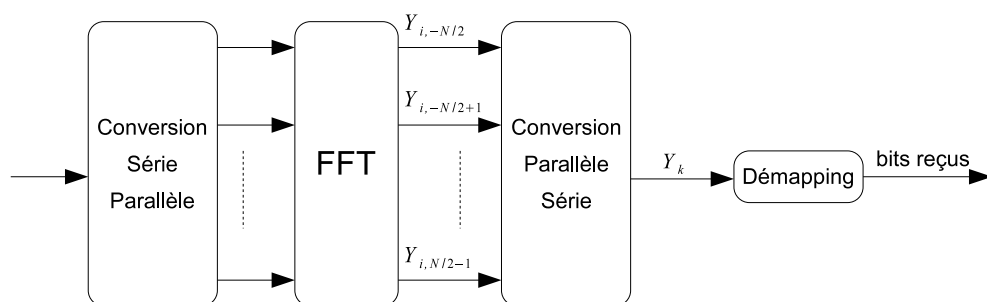 Conversion
Série
Parallèle
FFT
Y_{i,-N/2}
Y_{i,-N/2+1}
Y_{i,N/2-1}
Conversion
Parallèle
Série
Y_k
Démapping
bits reçus